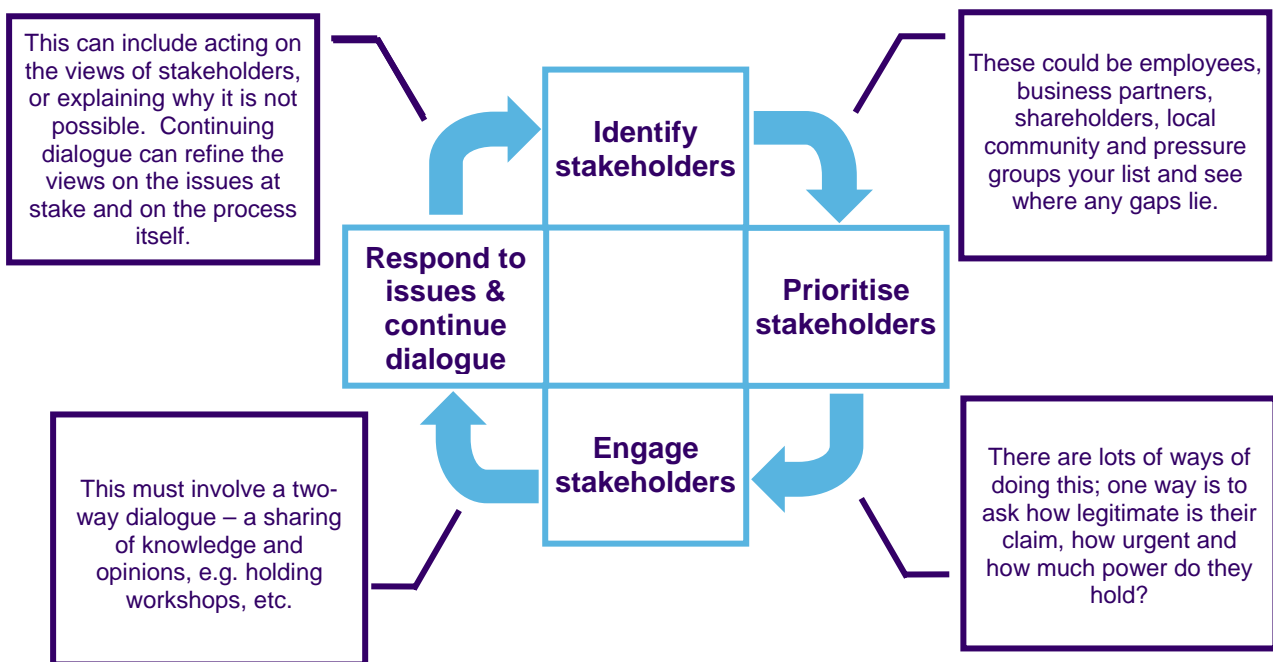 This can include acting on
the views of stakeholders,
or explaining why it is not
possible.  Continuing
dialogue can refine the
views on the issues at
stake and on the process
itself.
Identify
stakeholders
These could be employees,
business partners,
shareholders, local
community and pressure
groups your list and see
where any gaps lie.
Respond to
issues &
continue
dialogue
Prioritise
stakeholders
This must involve a two-
way dialogue – a sharing
of knowledge and
opinions, e.g. holding
workshops, etc.
Engage
stakeholders
There are lots of ways of
doing this; one way is to
ask how legitimate is their
claim, how urgent and
how much power do they
hold?